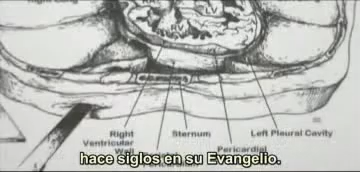 Right
Ventricular
Wall
Sternum
Pericardial
Left Pleural Cavity
hace siglos en su Evangelio.